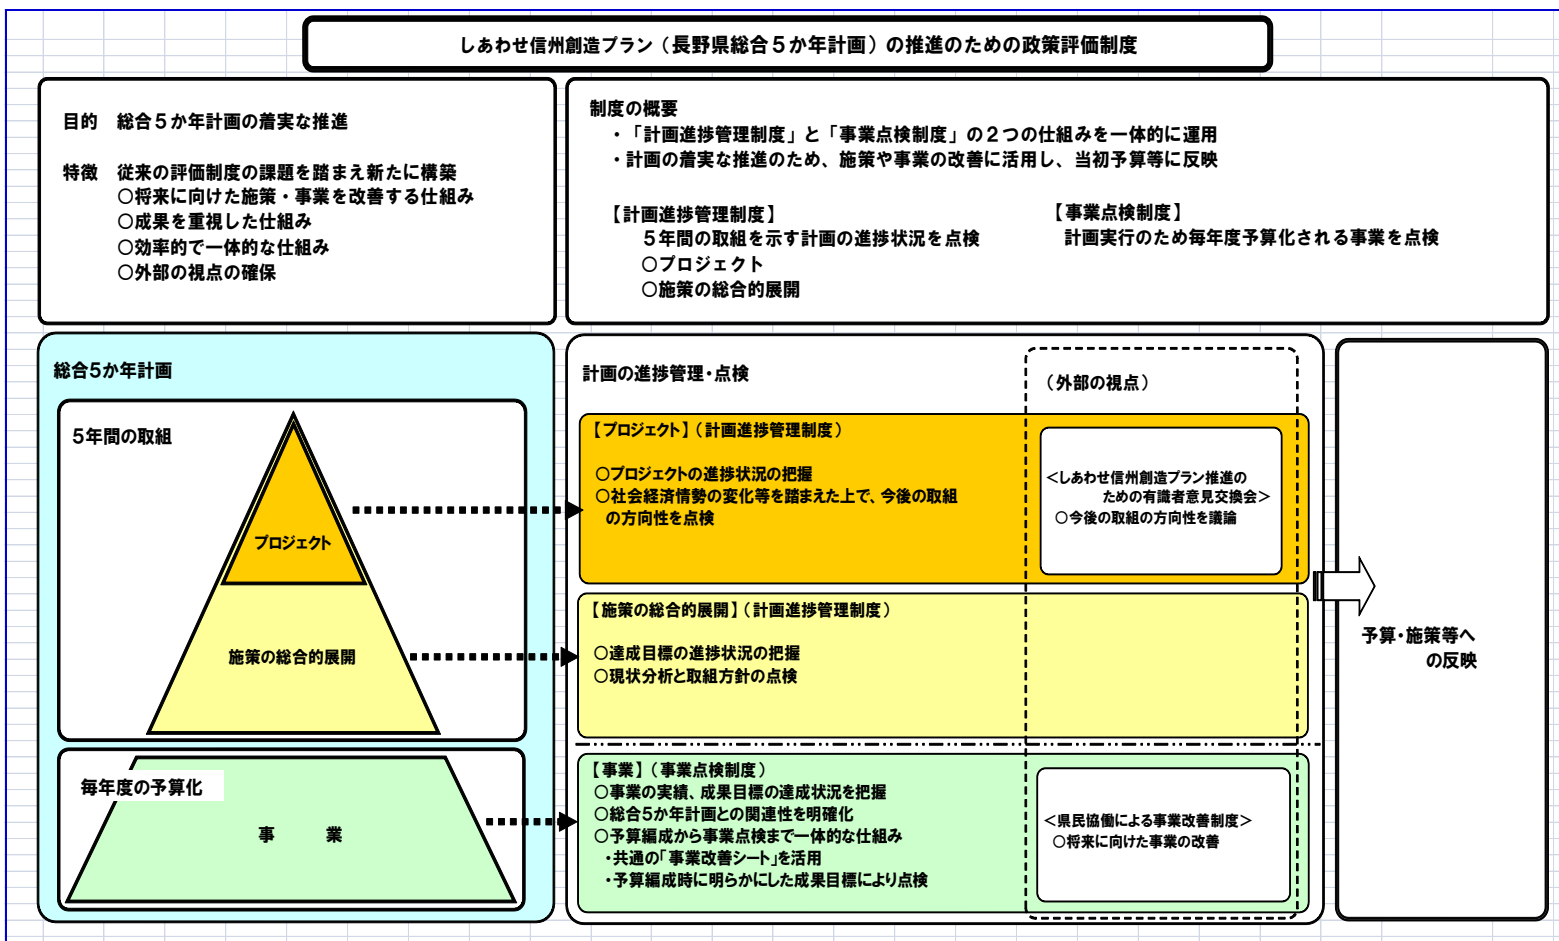 しあわせ信州創造プラン（長野県総合５か年計画）の推進のための政策評価制度
目的　総合５か年計画の着実な推進
特徴　従来の評価制度の課題を踏まえ新たに構築
○将来に向けた施策・事業を改善する仕組み
○成果を重視した仕組み
○効率的で一体的な仕組み
○外部の視点の確保
制度の概要
・「計画進捗管理制度」と「事業点検制度」の２つの仕組みを一体的に運用
・計画の着実な推進のため、施策や事業の改善に活用し、当初予算等に反映
【計画進捗管理制度】
５年間の取組を示す計画の進捗状況を点検
○プロジェクト
○施策の総合的展開
【事業点検制度】
計画実行のため毎年度予算化される事業を点検
総合5か年計画
5年間の取組
プロジェクト
施策の総合的展開
毎年度の予算化
事　業
計画の進捗管理・点検
（外部の視点）
【プロジェクト】（計画進捗管理制度）
○プロジェクトの進捗状況の把握
○社会経済情勢の変化等を踏まえた上で、今後の取組
の方向性を点検
＜しあわせ信州創造プラン推進の
ための有識者意見交換会＞
○今後の取組の方向性を議論
【施策の総合的展開】（計画進捗管理制度）
○達成目標の進捗状況の把握
○現状分析と取組方針の点検
【事業】（事業点検制度）
○事業の実績、成果目標の達成状況を把握
○総合5か年計画との関連性を明確化
○予算編成から事業点検まで一体的な仕組み
・共通の「事業改善シート」を活用
・予算編成時に明らかにした成果目標により点検
＜県民協働による事業改善制度＞
○将来に向けた事業の改善
予算・施策等へ
の反映